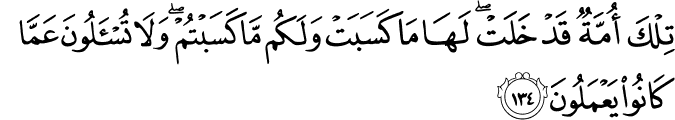 تِلْكَ أُمَّةٌ قَدْ خَلَتْ ۖ لَهَا مَا كَسَبَتْ وَلَكُم مَّا كَسَبْتُمْ ۖ وَلَا تُسْـَٔلُونَ عَمَّا
كَانُوا۟ يَعْمَلُونَ ١٣٤